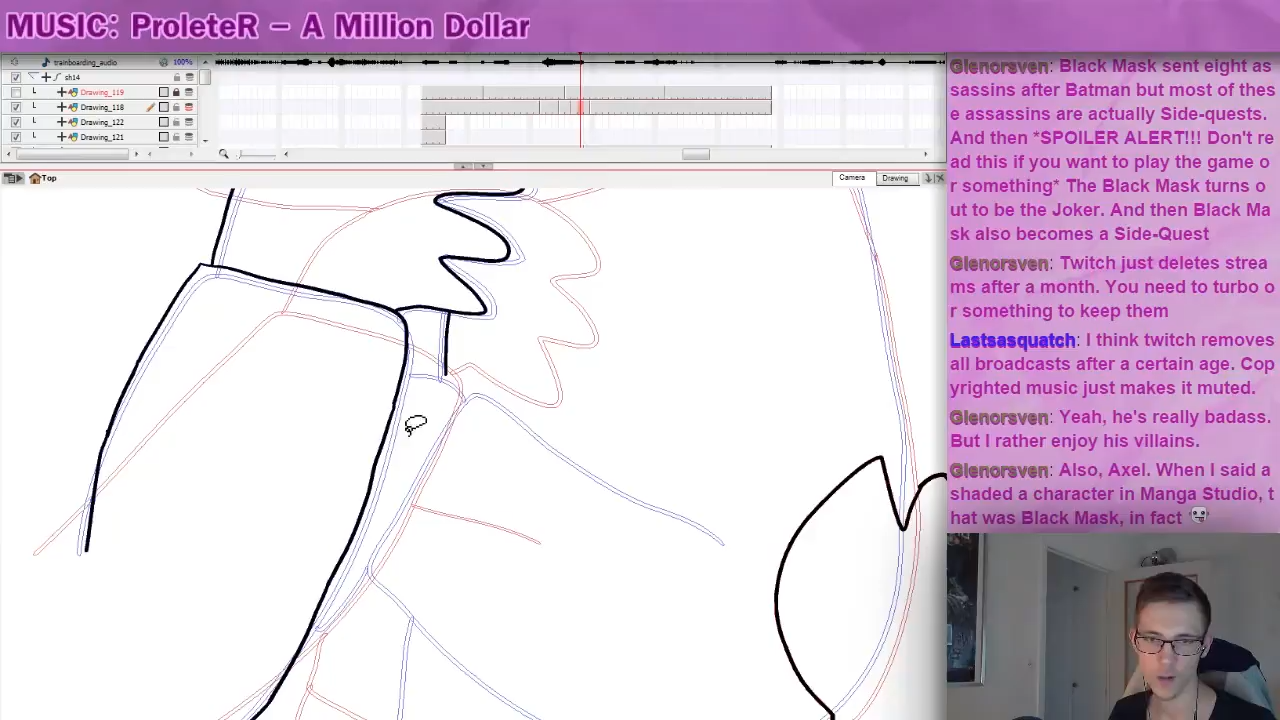 MUSIC: ProleteR – A Million Dollar
trainboarding_audio 100%
sh14
Drawing_119
Drawing_118
Drawing_122
Drawing_121
Top
Camera Drawing
Glenorsven: Black Mask sent eight as
sassins after Batman but most of thes
e assassins are actually Side-quests.
And then *SPOILER ALERT!!! Don't re
ad this if you want to play the game o
r something* The Black Mask turns o
ut to be the Joker. And then Black Ma
sk also becomes a Side-Quest
Glenorsven: Twitch just deletes strea
ms after a month. You need to turbo o
r something to keep them
Lastsasquatch: I think twitch removes
all broadcasts after a certain age. Cop
yrighted music just makes it muted.
Glenorsven: Yeah, he's really badass.
But I rather enjoy his villains.
Glenorsven: Also, Axel. When I said a
shaded a character in Manga Studio, t
hat was Black Mask, in fact